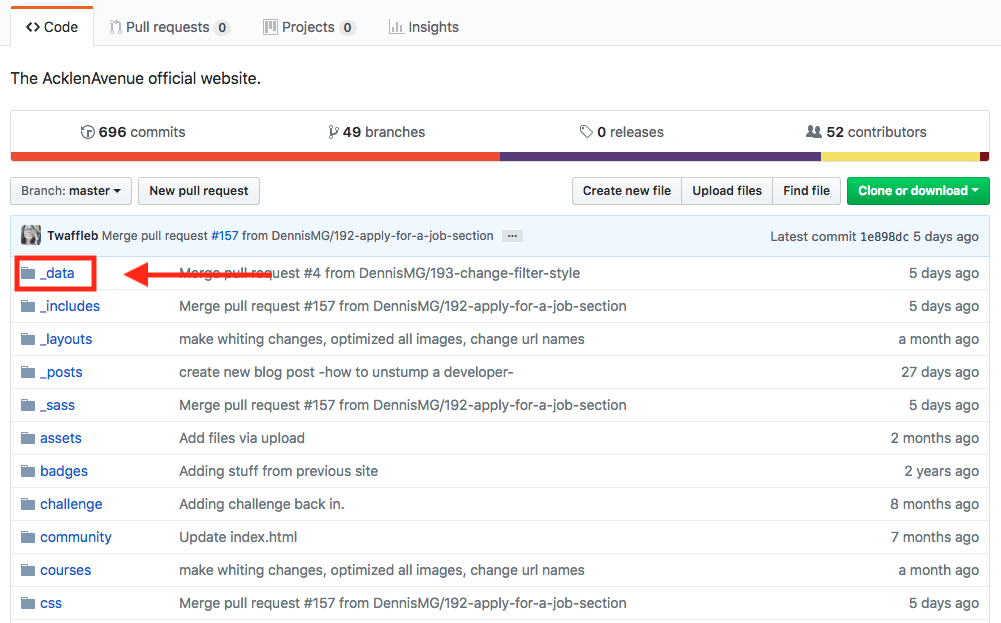 Code Pull requests 0 Projects 0 Insights
The AcklenAvenue official website.
696 commits 49 branches 0 releases 52 contributors
Branch: master New pull request Create new file Upload files Find file Clone or download
Twaffleb Merge pull request #157 from DennisMG/192-apply-for-a-job-section ... Latest commit 1e898dc 5 days ago
_data Merge pull request #4 from DennisMG/193-change-filter-style 5 days ago
_includes Merge pull request #157 from DennisMG/192-apply-for-a-job-section 5 days ago
_layouts make whiting changes, optimized all images, change url names a month ago
_posts create new blog post -how to unstump a developer- 27 days ago
_sass Merge pull request #157 from DennisMG/192-apply-for-a-job-section 5 days ago
assets Add files via upload 2 months ago
badges Adding stuff from previous site 2 years ago
challenge Adding challenge back in. 8 months ago
community Update index.html 7 months ago
courses make whiting changes, optimized all images, change url names a month ago
css Merge pull request #157 from DennisMG/192-apply-for-a-job-section 5 days ago